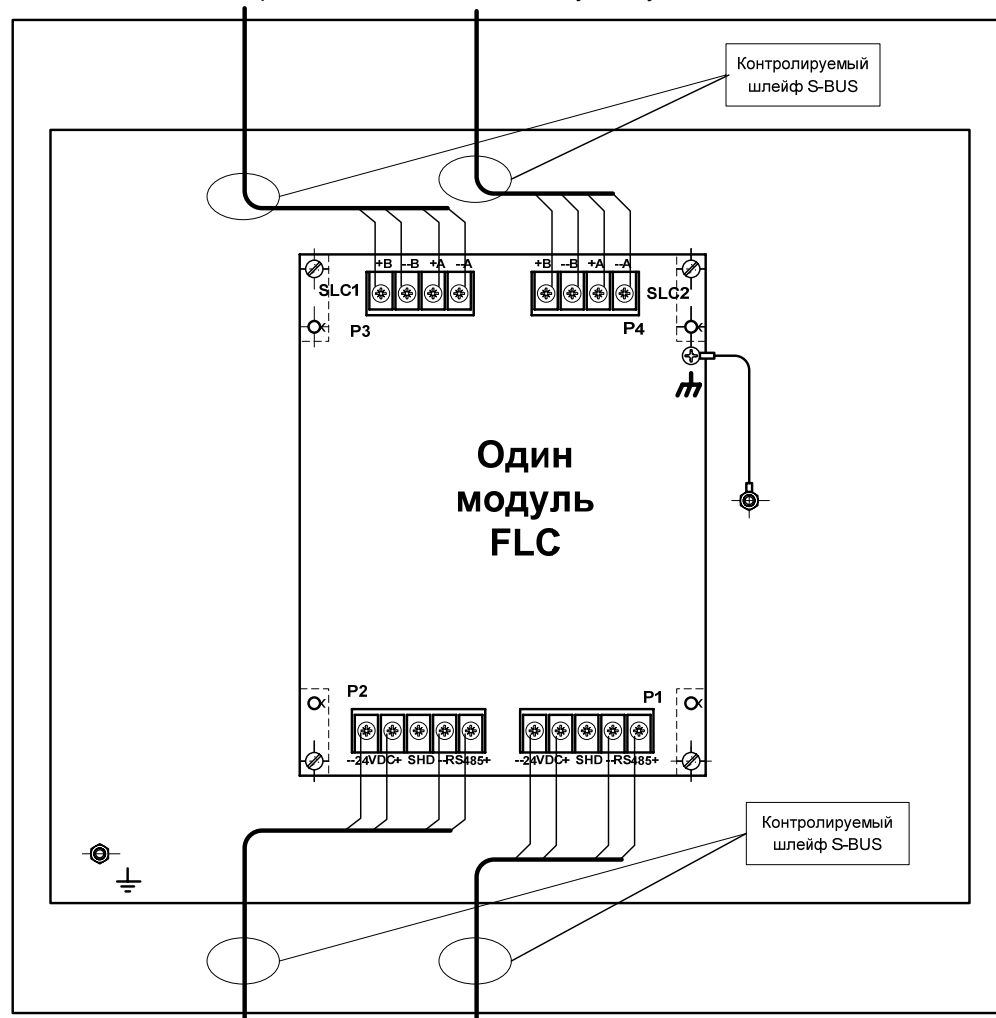 Контролируемый
шлейф S-BUS
+B --B +A --A
+B --B +A --A
SLC1
SLC2
P3
P4
Один
модуль
FLC
P2
P1
--24VDC+ SHD --RS485+
--24VDC+ SHD --RS485+
Контролируемый
шлейф S-BUS